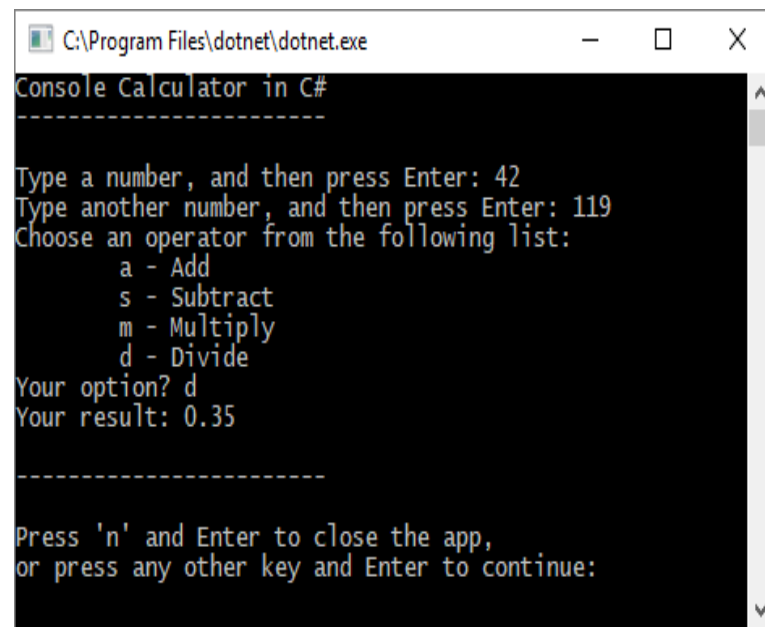 C:\Program Files\dotnet\dotnet.exe
Console Calculator in C#
------------------------
Type a number, and then press Enter: 42
Type another number, and then press Enter: 119
Choose an operator from the following list:
a - Add
s - Subtract
m - Multiply
d - Divide
Your option? d
Your result: 0.35
------------------------
Press 'n' and Enter to close the app,
or press any other key and Enter to continue: